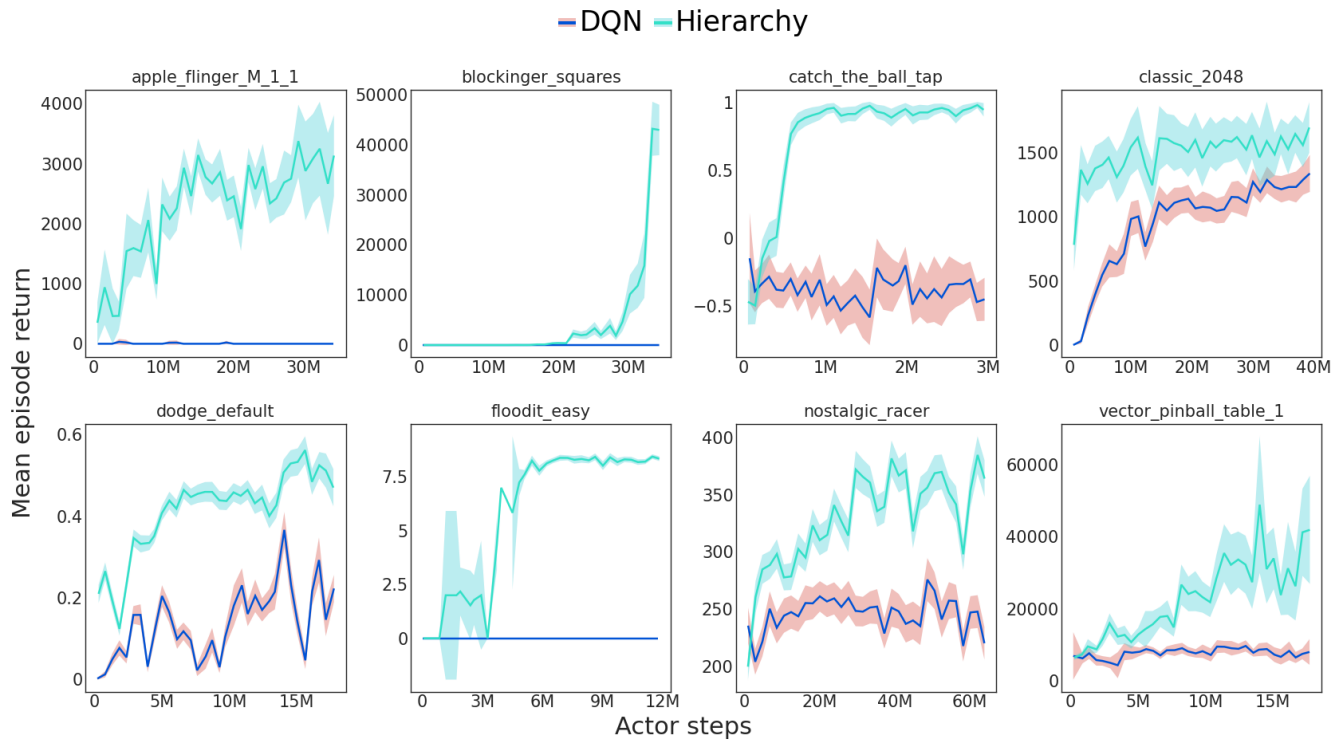 DQN Hierarchy
apple_flinger_M_1_1
4000
3000
2000
1000
0
0 10M 20M 30M
blockinger_squares
50000
40000
30000
20000
10000
0
0 10M 20M 30M
catch_the_ball_tap
1
0.5
0
−0.5
1M 2M 3M
classic_2048
1500
1000
500
0
0 10M 20M 30M 40M
dodge_default
0.6
0.4
0.2
0
0 5M 10M 15M
floodit_easy
7.5
5
2.5
0
0 3M 6M 9M 12M
nostalgic_racer
400
350
300
250
200
0 20M 40M 60M
vector_pinball_table_1
60000
40000
20000
0
0 5M 10M 15M
Mean episode return
Actor steps